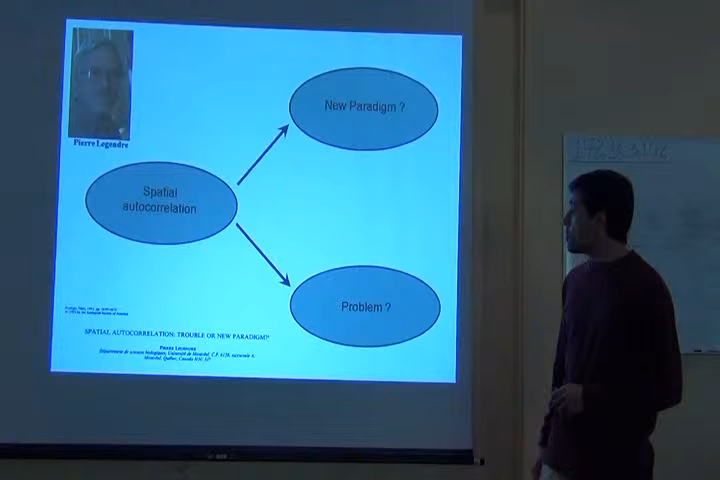 Pierre Legendre
New Paradigm ?
Spatial
autocorrelation
Problem ?
SPATIAL AUTOCORRELATION: TROUBLE OR NEW PARADIGM?
PIERRE LEGENDRE
Département de sciences biologiques, Université de Montréal, C.P. 6128,
Montréal, Québec, Canada H3C 3J7